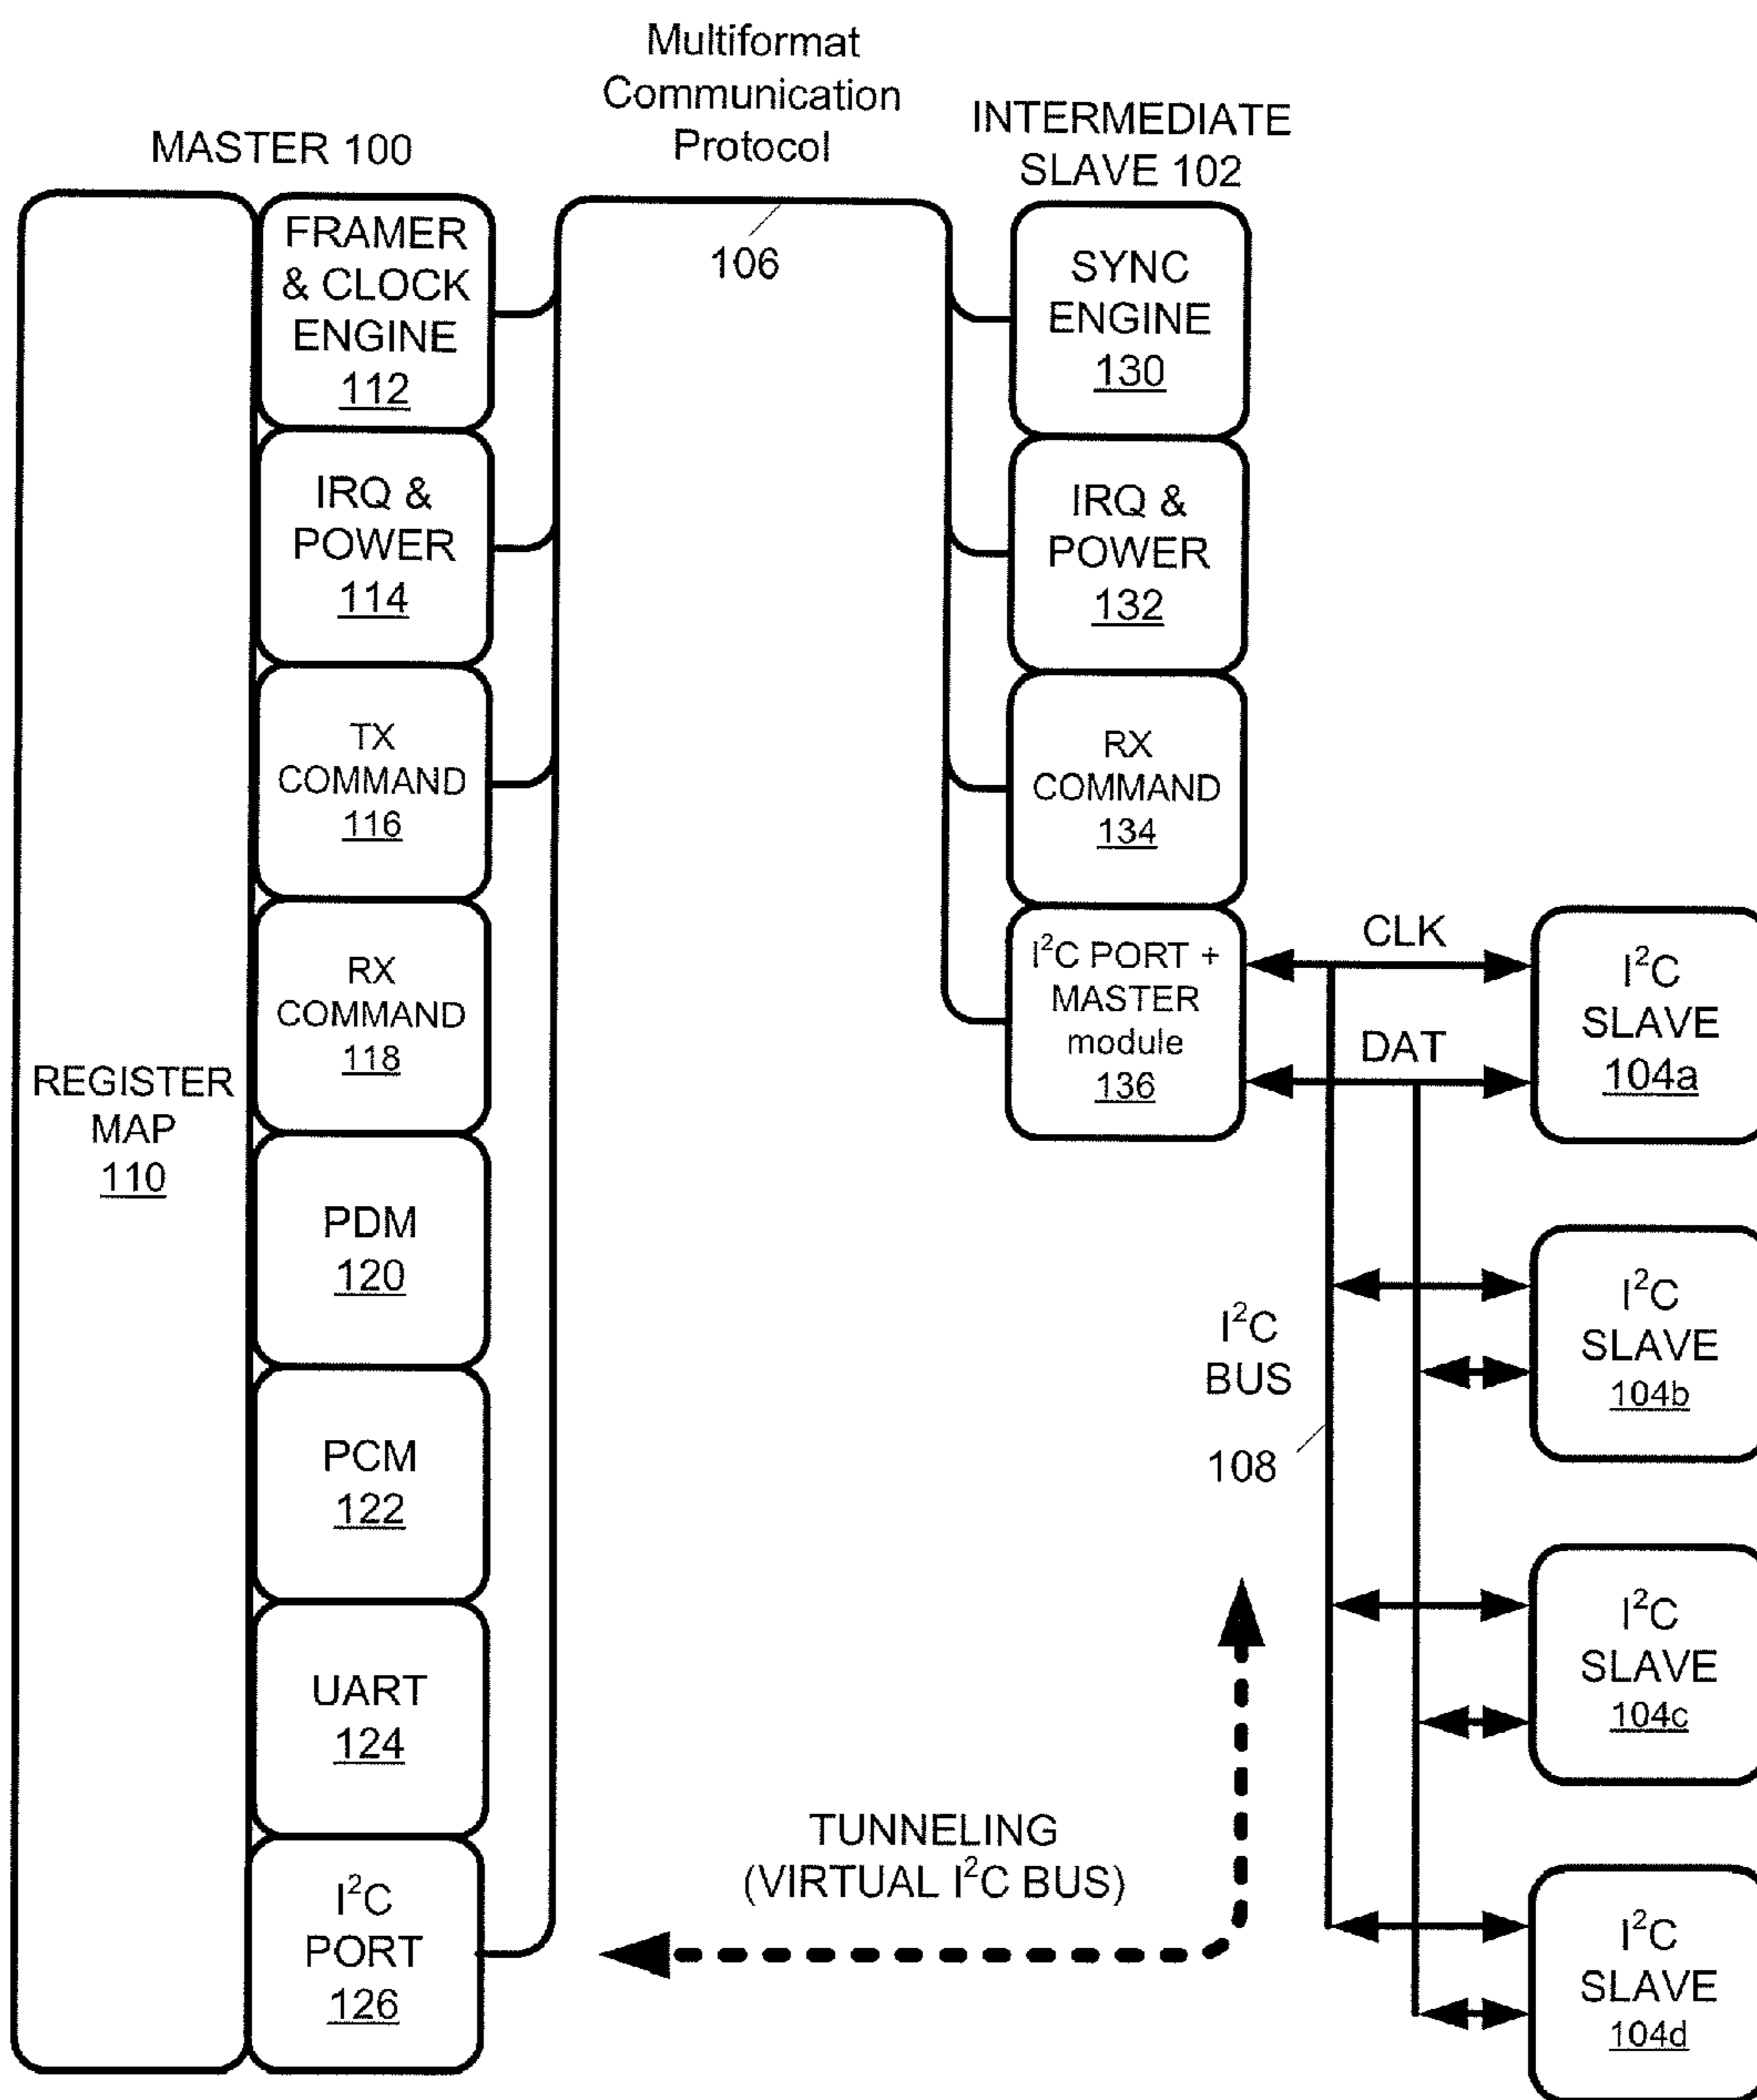 Multiformat
Communication
Protocol
MASTER 100
INTERMEDIATE
SLAVE 102
106
REGISTER
MAP
110
FRAMER
& CLOCK
ENGINE
112
IRQ &
POWER
114
TX
COMMAND
116
RX
COMMAND
118
PDM
120
PCM
122
UART
124
I²C
PORT
126
SYNC
ENGINE
130
IRQ &
POWER
132
RX
COMMAND
134
I²C PORT +
MASTER
module
136
CLK
DAT
I²C
BUS
108
TUNNELING
(VIRTUAL I²C BUS)
I²C
SLAVE
104a
I²C
SLAVE
104b
I²C
SLAVE
104c
I²C
SLAVE
104d